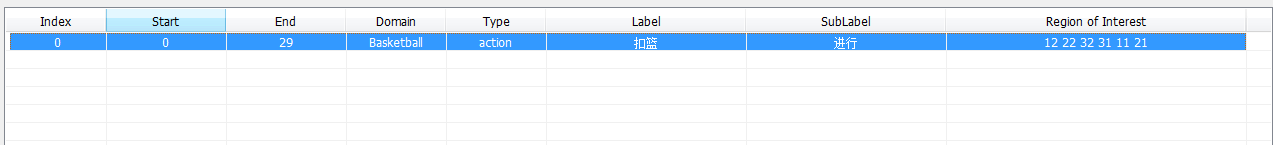 Index Start End Domain Type Label SubLabel Region of Interest
0 0 29 Basketball action 扣篮 进行 12 22 32 31 11 21